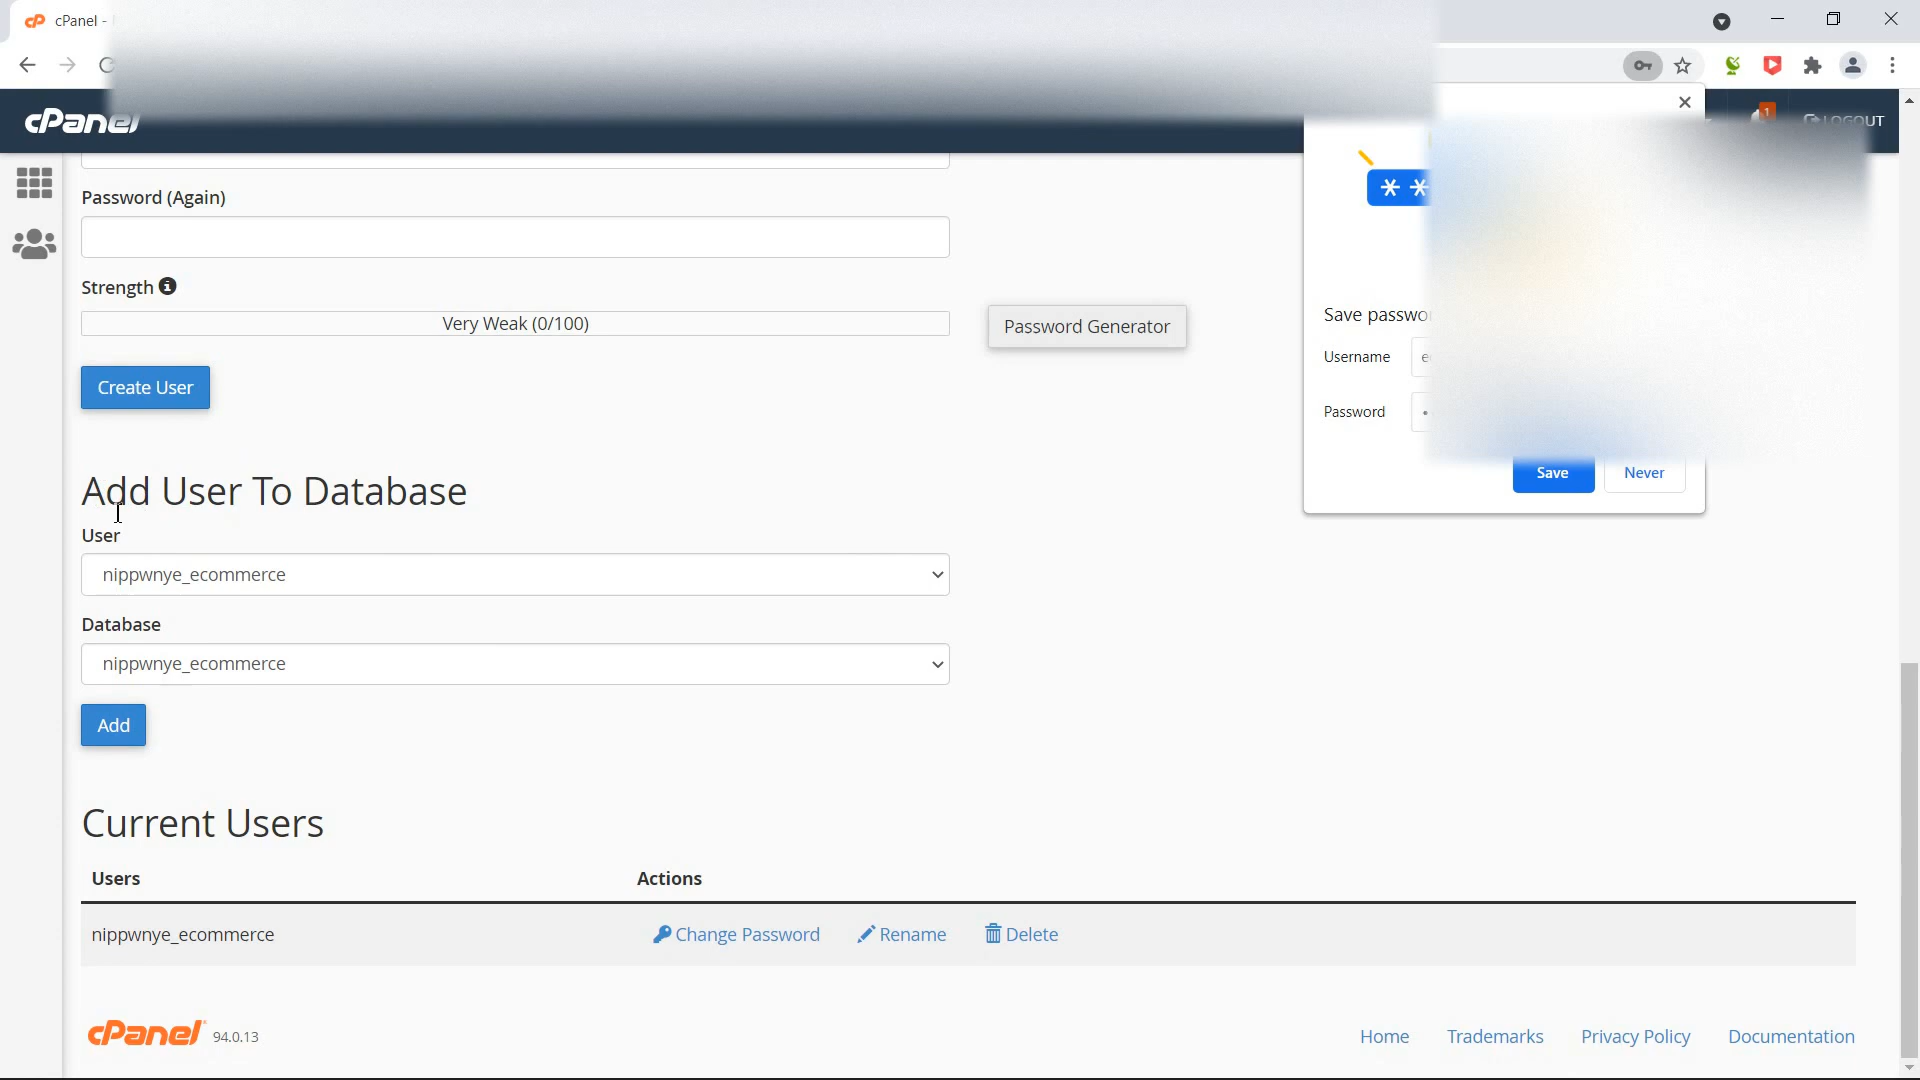 cPanel -
cPanel
LOGOUT
1
Password (Again)
Strength
Very Weak (0/100)
Password Generator
Create User
Username
Password
Save
Never
Add User To Database
User
nippwnye_ecommerce
Database
nippwnye_ecommerce
Add
Current Users
Users Actions
nippwnye_ecommerce Change Password Rename Delete
cPanel 94.0.13
Home Trademarks Privacy Policy Documentation